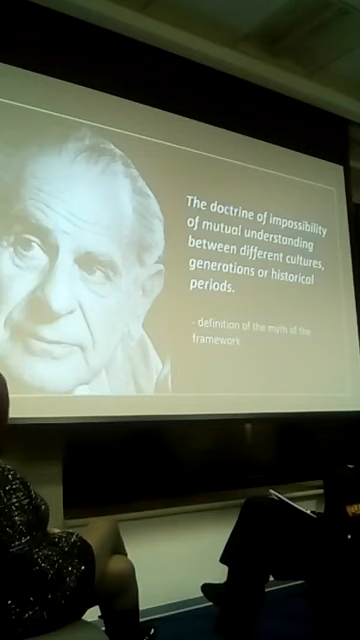 The doctrine of impossibility
of mutual understanding
between different cultures,
generations or historical
periods.
- definition of the myth of the
framework